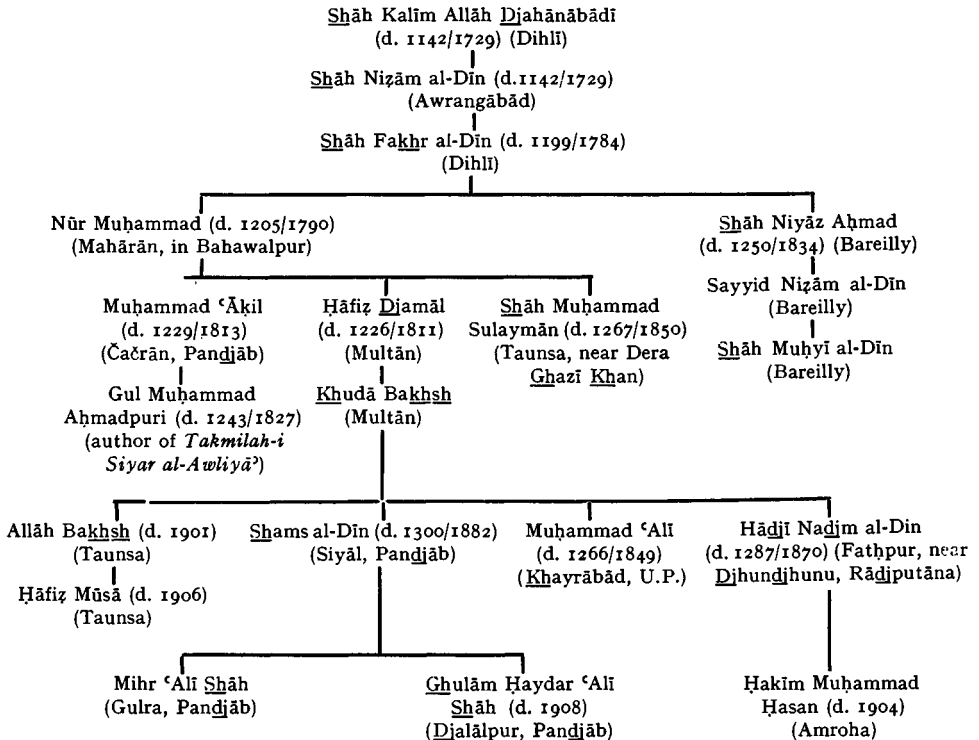 Shāh Kalīm Allāh Djahānābādī
(d. 1142/1729) (Dihlī)
Shāh Niẓām al-Dīn (d.1142/1729)
(Awrangābād)
Shāh Fakhr al-Dīn (d. 1199/1784)
(Dihlī)
Nūr Muḥammad (d. 1205/1790)
(Mahārān, in Bahawalpur)
Shāh Niyāz Aḥmad
(d. 1250/1834) (Bareilly)
Sayyid Niẓām al-Dīn
(Bareilly)
Shāh Muḥyī al-Dīn
(Bareilly)
Muḥammad ʿĀḳil
(d. 1229/1813)
(Čačrān, Pandjāb)
Gul Muḥammad
Aḥmadpuri (d. 1243/1827)
(author of Takmilah-i
Siyar al-Awliyāʾ)
Ḥāfiẓ Djamāl
(d. 1226/1811)
(Multān)
Khudā Bakhsh
(Multān)
Shāh Muḥammad
Sulaymān (d. 1267/1850)
(Taunsa, near Dera
Ghazī Khan)
Allāh Bakhsh (d. 1901)
(Taunsa)
Ḥāfiẓ Mūsā (d. 1906)
(Taunsa)
Shams al-Dīn (d. 1300/1882)
(Siyāl, Pandjāb)
Muḥammad ʿAlī
(d. 1266/1849)
(Khayrābād, U.P.)
Ḥādjī Nadjm al-Din
(d. 1287/1870) (Fatḥpur, near
Djhundjhunu, Rādjputāna)
Mihr ʿAlī Shāh
(Gulra, Pandjāb)
Ghulām Ḥaydar ʿAlī
Shāh (d. 1908)
(Djalālpur, Pandjāb)
Ḥakīm Muḥammad
Ḥasan (d. 1904)
(Amroha)